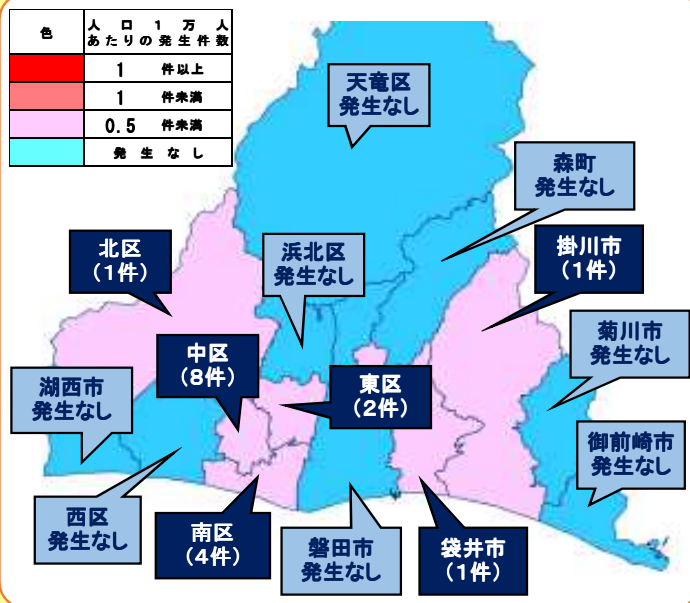 色
人口1万人
あたりの発生件数
1 件以上
1 件未満
0.5 件未満
発生なし
天竜区
発生なし
森町
発生なし
北区
（1件）
浜北区
発生なし
掛川市
（1件）
菊川市
発生なし
中区
（8件）
湖西市
発生なし
東区
（2件）
御前崎市
発生なし
西区
発生なし
南区
（4件）
磐田市
発生なし
袋井市
（1件）